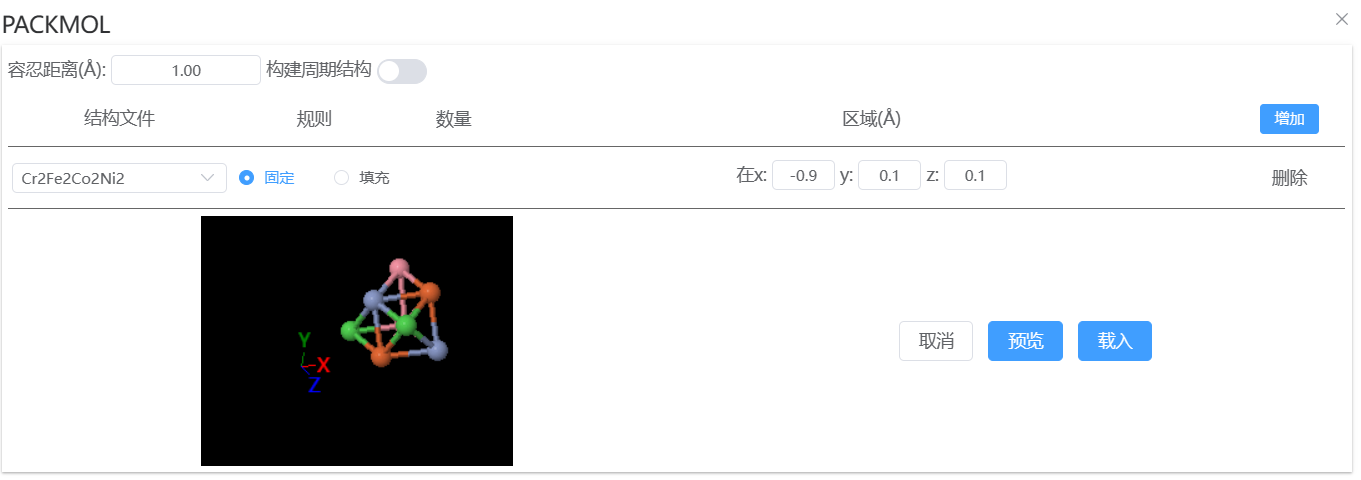 PACKMOL
容忍距离(Å): 1.00 构建周期结构
结构文件 规则 数量 区域(Å) 增加
Cr2Fe2Co2Ni2 固定 填充 在x: -0.9 y: 0.1 z: 0.1 删除
Y
X
Z
取消 预览 载入